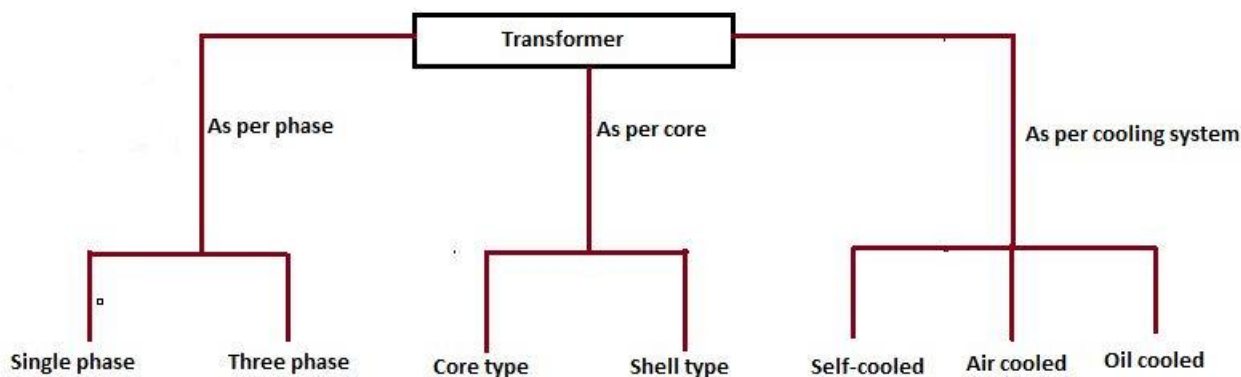 Transformer
As per phase
As per core
As per cooling system
Single phase
Three phase
Core type
Shell type
Self-cooled
Air cooled
Oil cooled